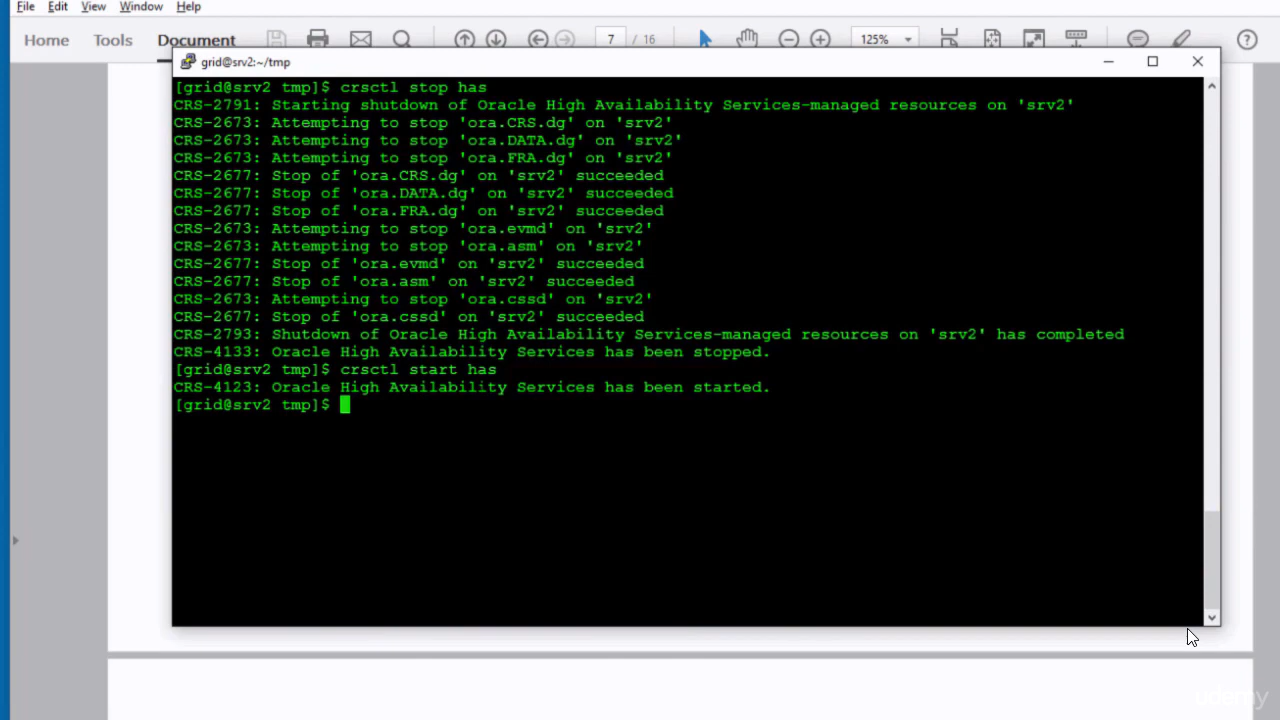 File Edit View Window Help
Home Tools Document 7 / 16 125%
grid@srv2:~/tmp
[grid@srv2 tmp]$ crsctl stop has
CRS-2791: Starting shutdown of Oracle High Availability Services-managed resources on 'srv2'
CRS-2673: Attempting to stop 'ora.CRS.dg' on 'srv2'
CRS-2673: Attempting to stop 'ora.DATA.dg' on 'srv2'
CRS-2673: Attempting to stop 'ora.FRA.dg' on 'srv2'
CRS-2677: Stop of 'ora.CRS.dg' on 'srv2' succeeded
CRS-2677: Stop of 'ora.DATA.dg' on 'srv2' succeeded
CRS-2677: Stop of 'ora.FRA.dg' on 'srv2' succeeded
CRS-2673: Attempting to stop 'ora.evmd' on 'srv2'
CRS-2673: Attempting to stop 'ora.asm' on 'srv2'
CRS-2677: Stop of 'ora.evmd' on 'srv2' succeeded
CRS-2677: Stop of 'ora.asm' on 'srv2' succeeded
CRS-2673: Attempting to stop 'ora.cssd' on 'srv2'
CRS-2677: Stop of 'ora.cssd' on 'srv2' succeeded
CRS-2793: Shutdown of Oracle High Availability Services-managed resources on 'srv2' has completed
CRS-4133: Oracle High Availability Services has been stopped.
[grid@srv2 tmp]$ crsctl start has
CRS-4123: Oracle High Availability Services has been started.
[grid@srv2 tmp]$
udemy